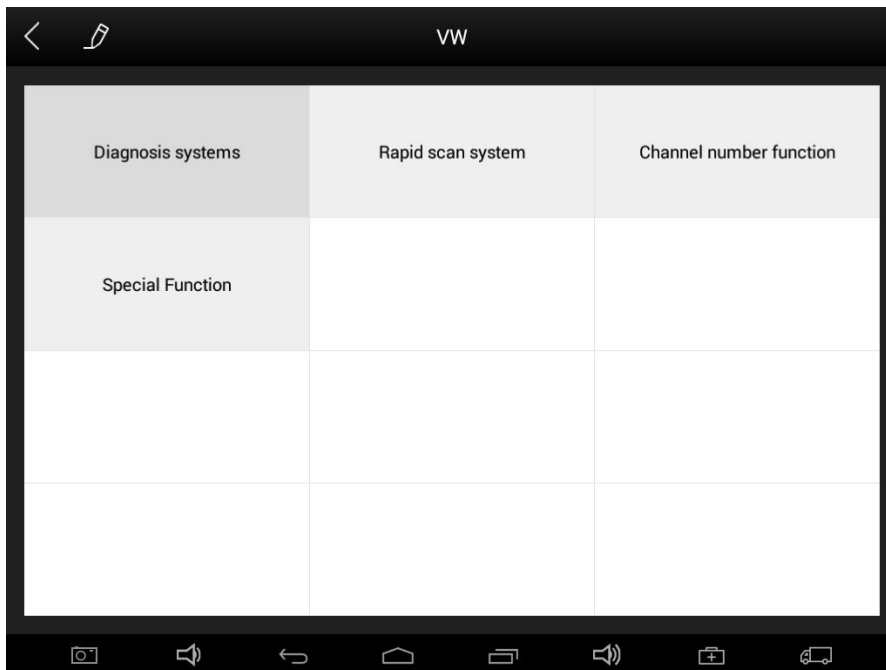 VW
Diagnosis systems
Rapid scan system
Channel number function
Special Function